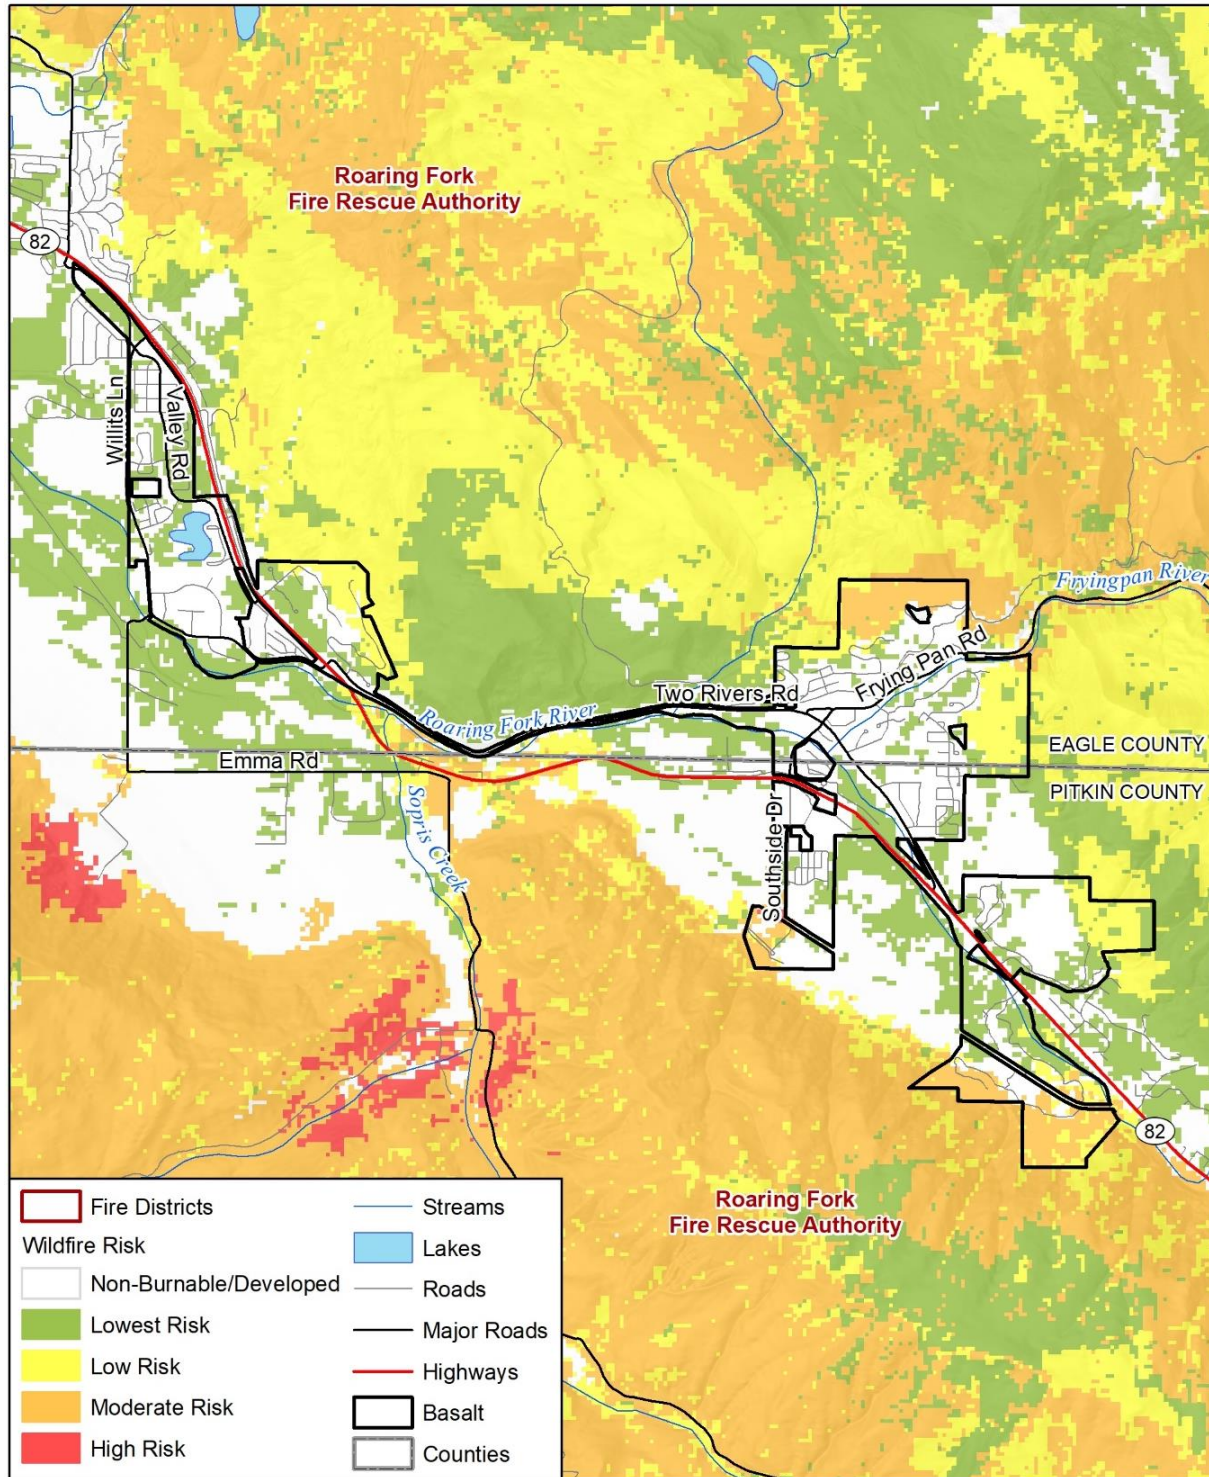 Roaring Fork
Fire Rescue Authority
82
Willits Ln
Valley Rd
Fryingpan River
Frying Pan Rd
Two Rivers Rd
Roaring Fork River
EAGLE COUNTY
Emma Rd
PITKIN COUNTY
Sopris Creek
Southside Dr
82
Roaring Fork
Fire Rescue Authority
Fire Districts
Wildfire Risk
Non-Burnable/Developed
Lowest Risk
Low Risk
Moderate Risk
High Risk
Streams
Lakes
Roads
Major Roads
Highways
Basalt
Counties